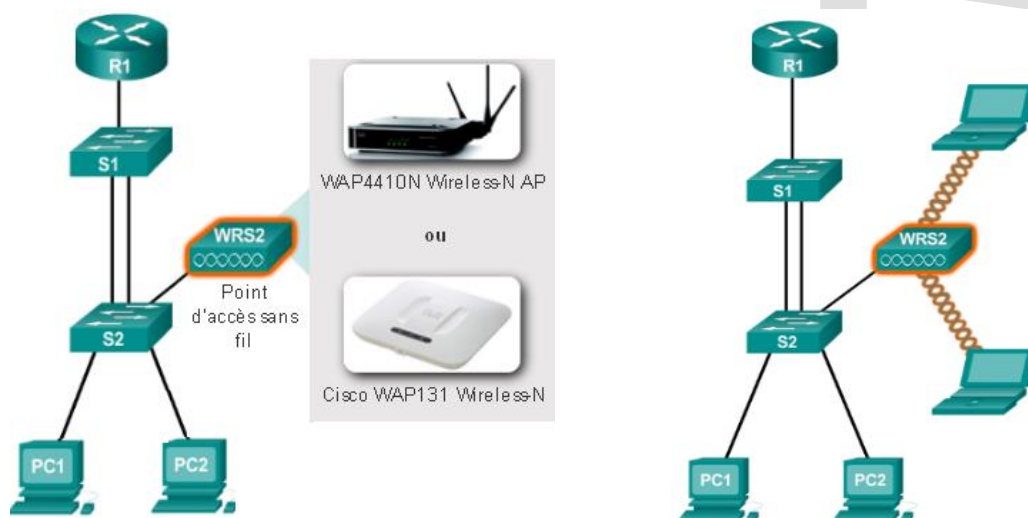 R1
S1
WRS2
Point
d'accès sans
fil
S2
PC1
PC2
WAP4410N Wireless-N AP
ou
Cisco WAP131 Wireless-N
R1
S1
WRS2
S2
PC1
PC2